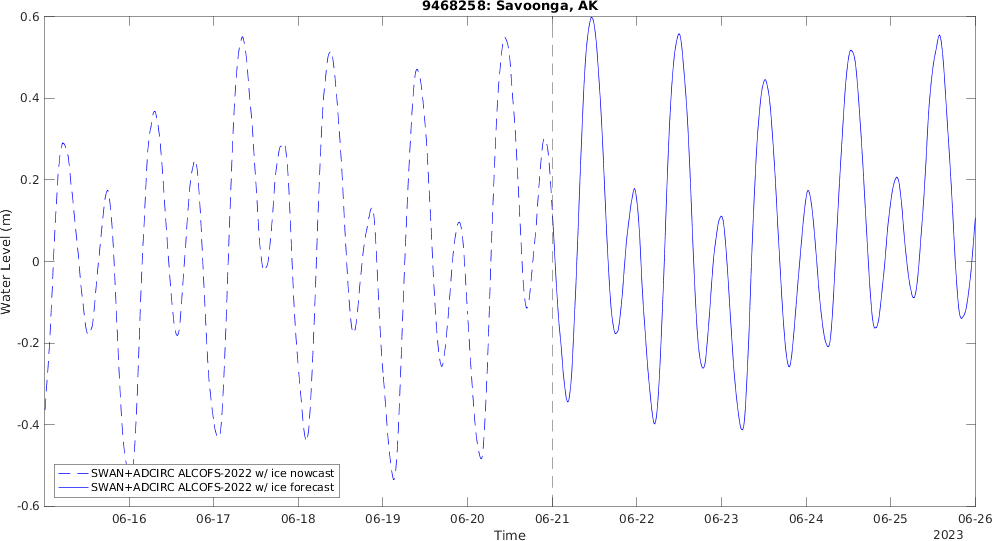 9468258: Savoonga, AK
0.6
0.4
0.2
0
-0.2
-0.4
-0.6
Water Level (m)
SWAN+ADCIRC ALCOFS-2022 w/ ice nowcast
SWAN+ADCIRC ALCOFS-2022 w/ ice forecast
06-16 06-17 06-18 06-19 06-20 06-21 06-22 06-23 06-24 06-25 06-26
Time
2023